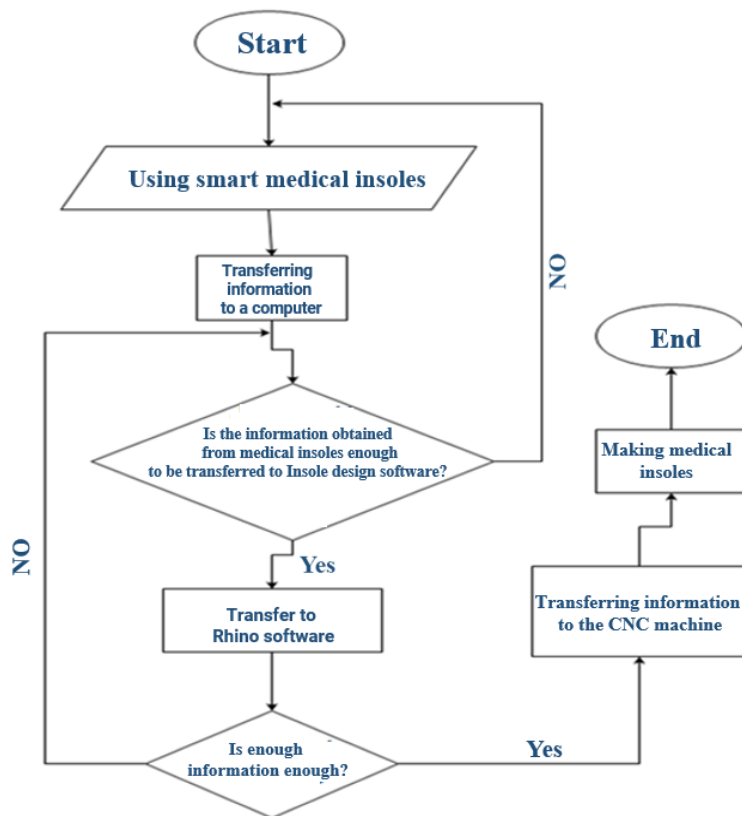 Start
Using smart medical insoles
Transferring
information
to a computer
NO
End
Is the information obtained
from medical insoles enough
to be transferred to Insole design software?
Making medical
insoles
NO
Yes
Transfer to
Rhino software
Transferring information
to the CNC machine
Is enough
information enough?
Yes